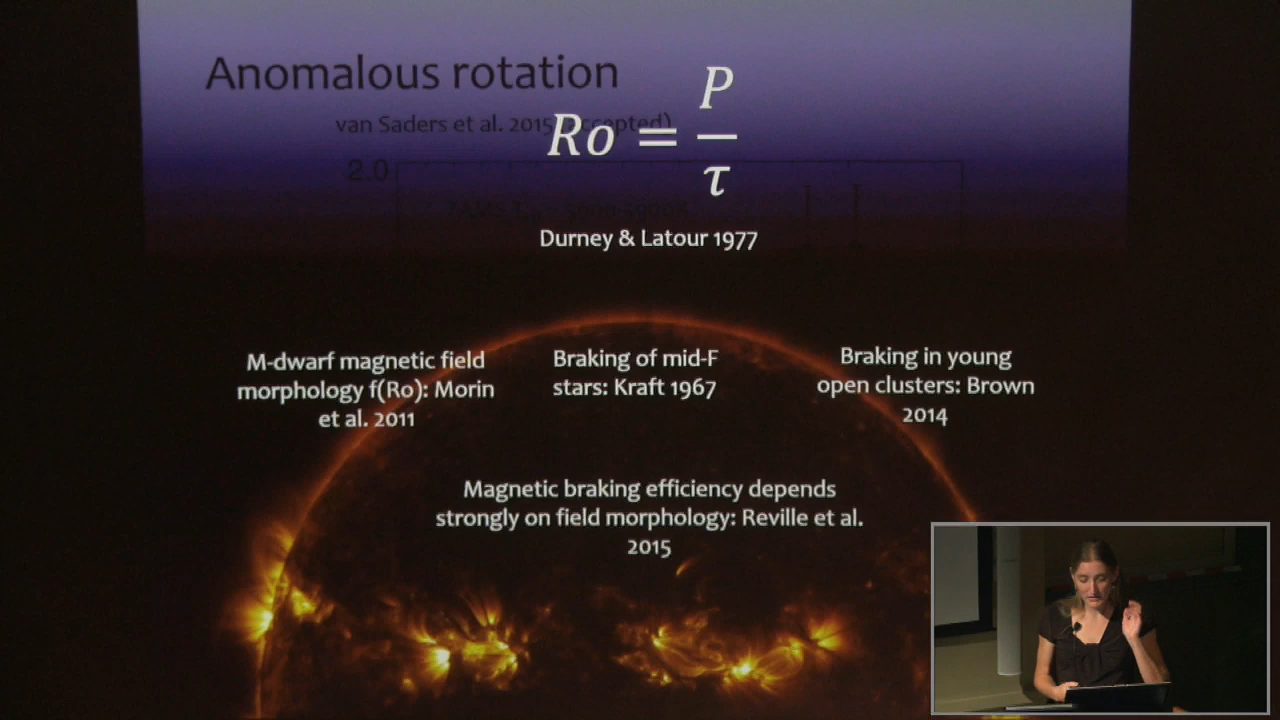 Anomalous rotation
van Saders et al. 2015 (accepted)
Ro = P / τ
2.0
Durney & Latour 1977
M-dwarf magnetic field
morphology f(Ro): Morin
et al. 2011
Braking of mid-F
stars: Kraft 1967
Braking in young
open clusters: Brown
2014
Magnetic braking efficiency depends
strongly on field morphology: Reville et al.
2015